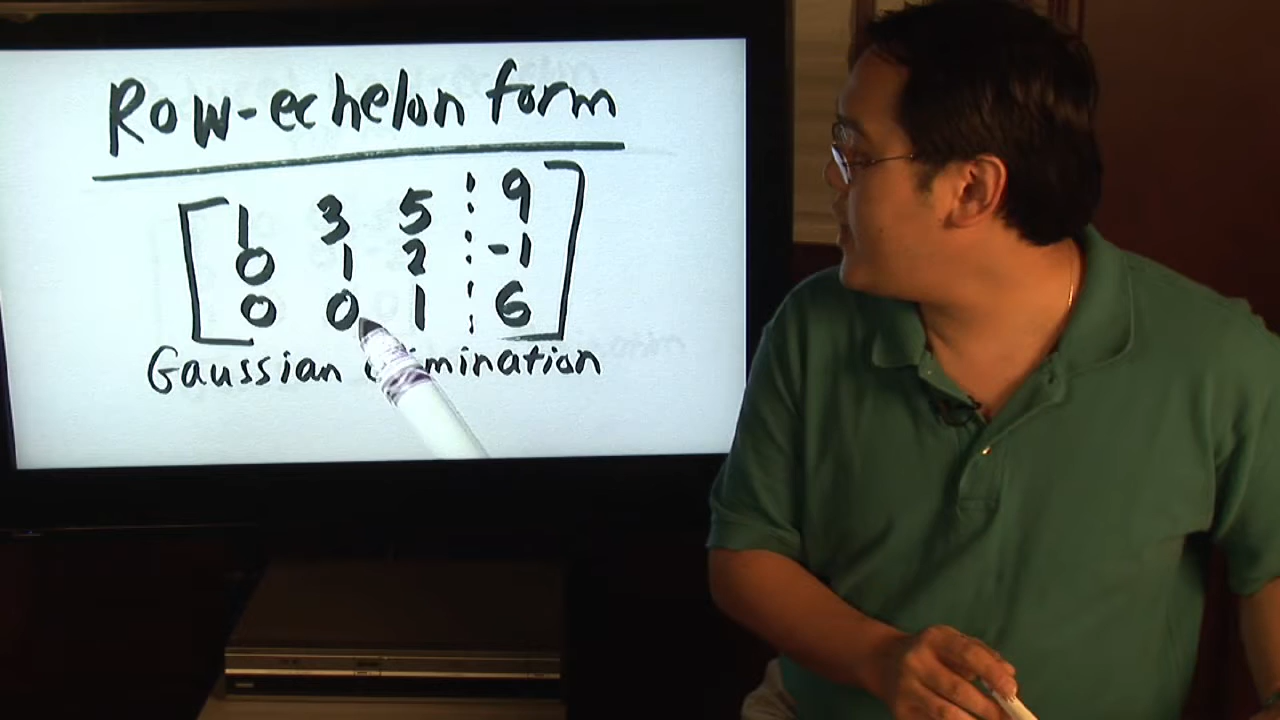 Row-echelon form
1 3 5 : 9
0 1 2 : -1
0 0 1 : 6
Gaussian